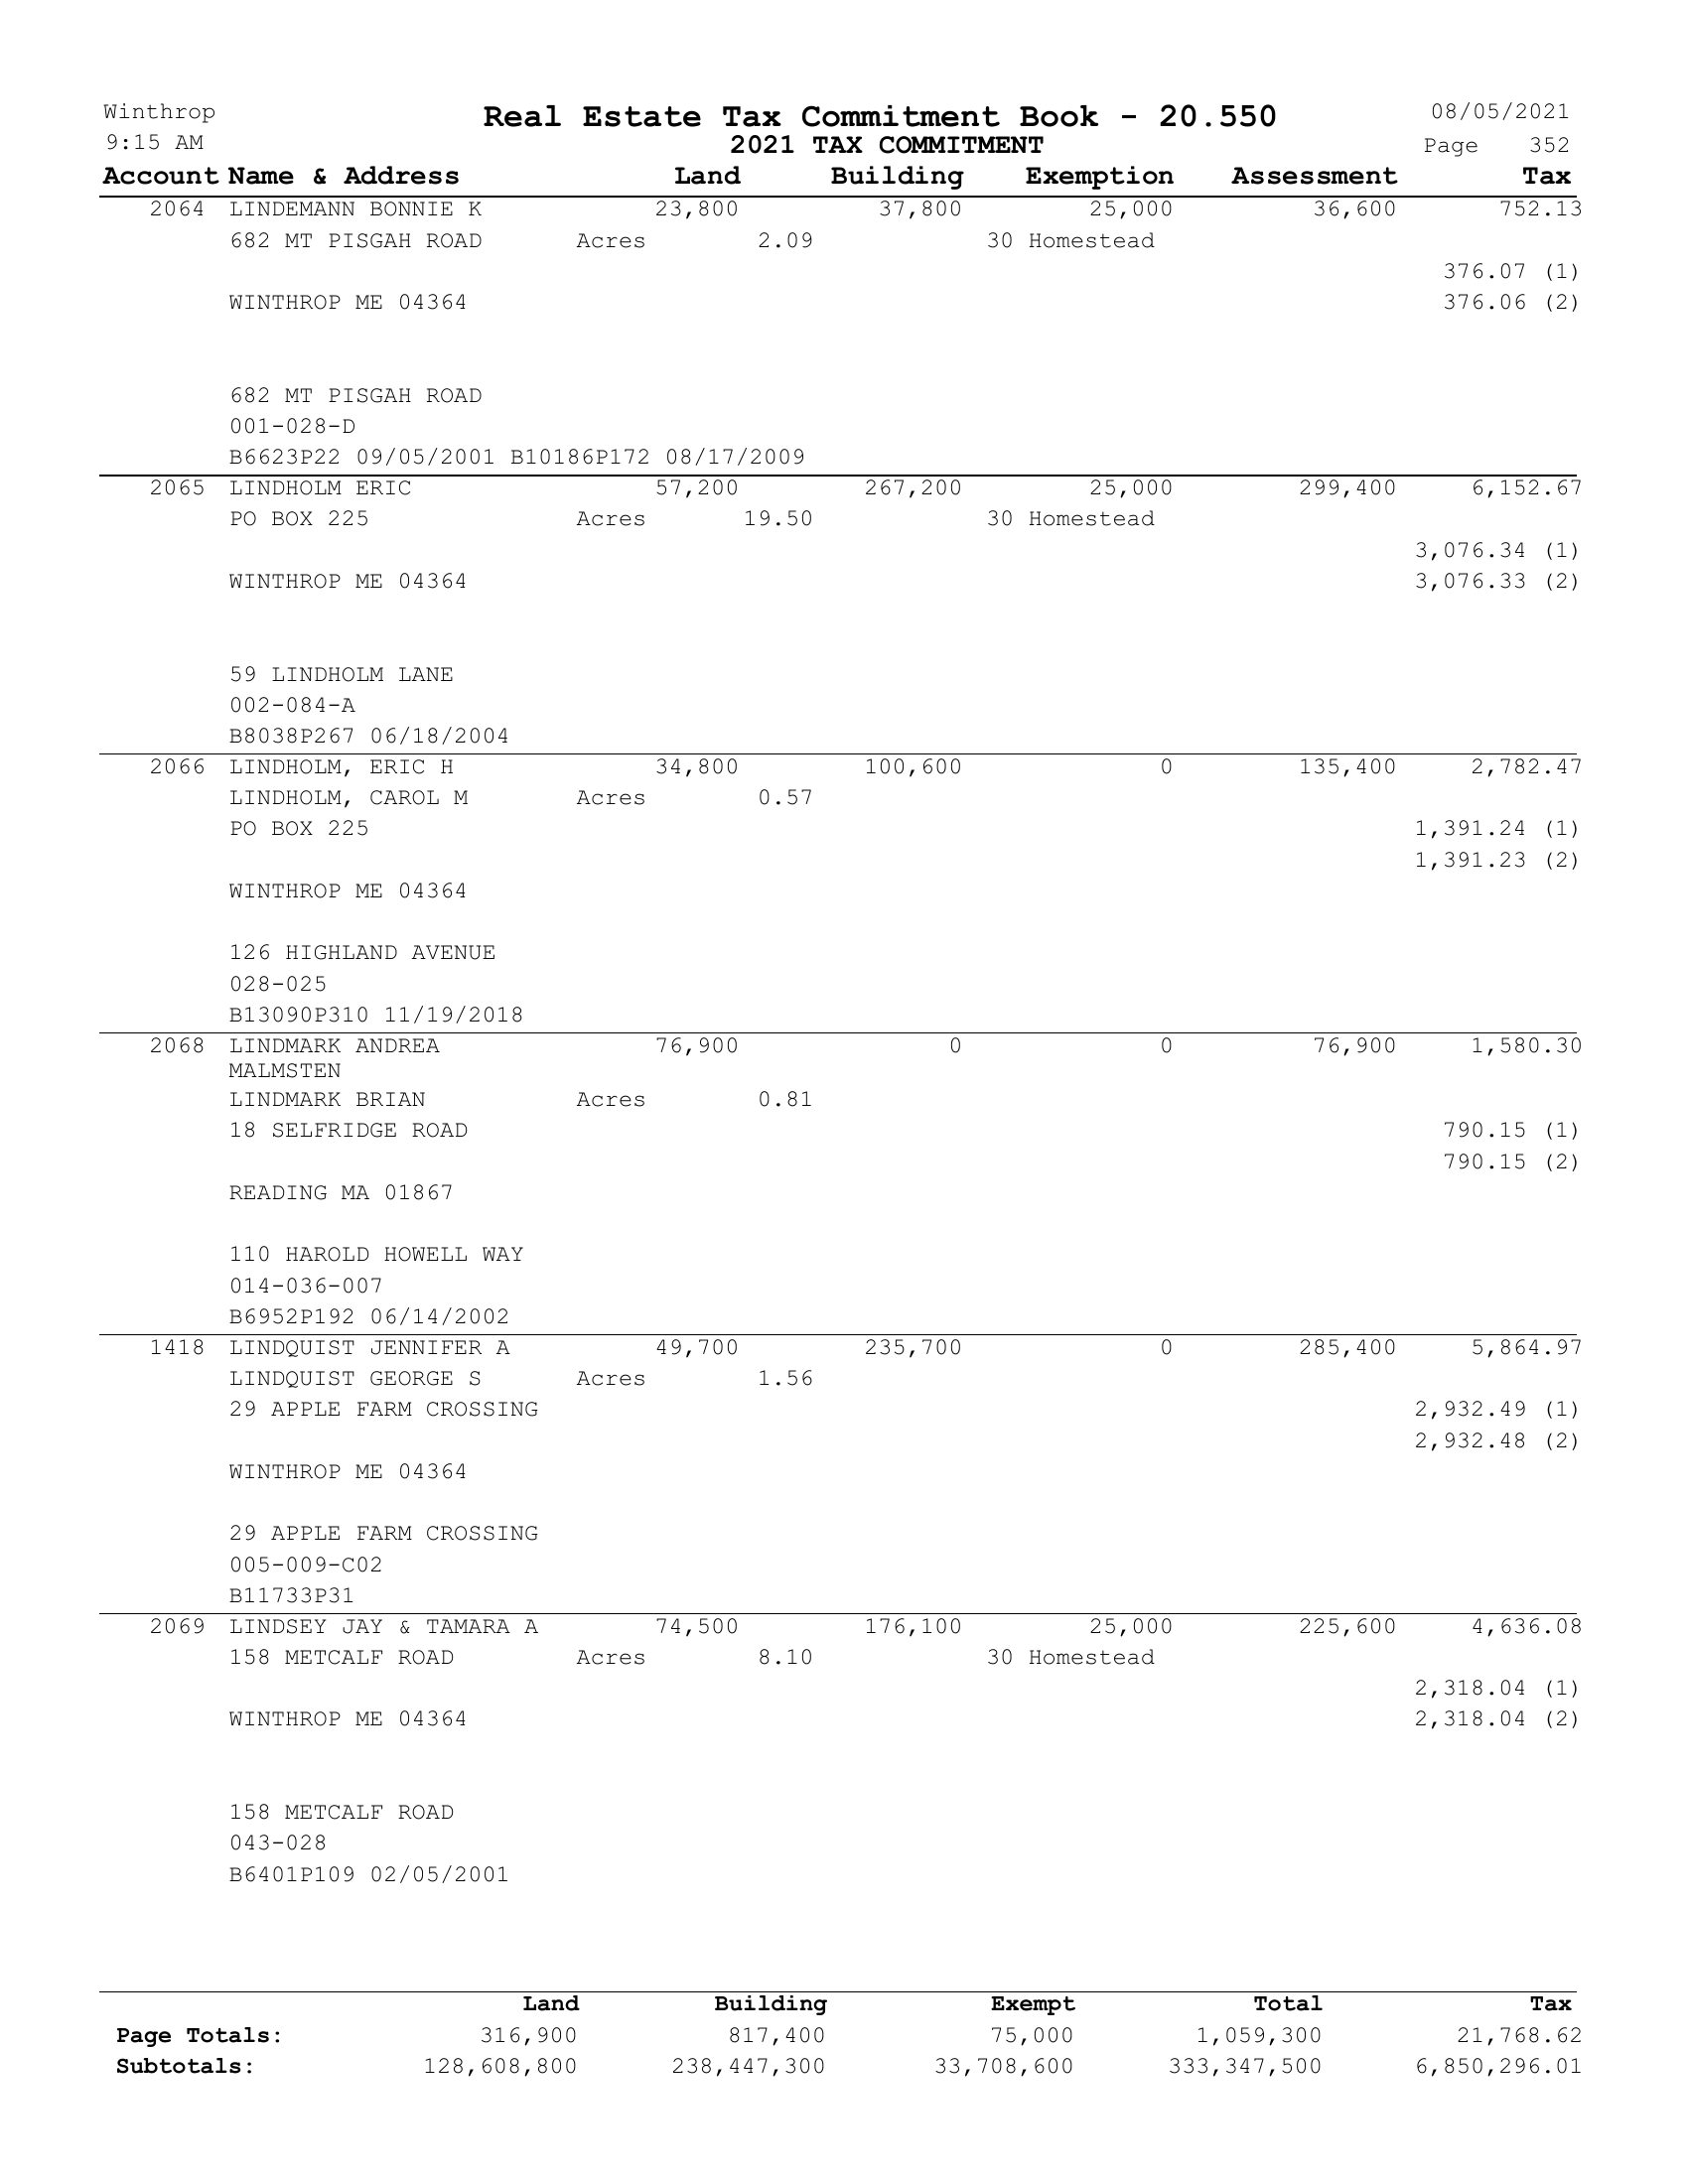 Winthrop Real Estate Tax Commitment Book - 20.550 08/05/2021
9:15 AM 2021 TAX COMMITMENT Page 352
Account Name & Address Land Building Exemption Assessment Tax
2064 LINDEMANN BONNIE K 23,800 37,800 25,000 36,600 752.13
682 MT PISGAH ROAD Acres 2.09 30 Homestead
376.07 (1)
WINTHROP ME 04364 376.06 (2)
682 MT PISGAH ROAD
001-028-D
B6623P22 09/05/2001 B10186P172 08/17/2009
2065 LINDHOLM ERIC 57,200 267,200 25,000 299,400 6,152.67
PO BOX 225 Acres 19.50 30 Homestead
3,076.34 (1)
WINTHROP ME 04364 3,076.33 (2)
59 LINDHOLM LANE
002-084-A
B8038P267 06/18/2004
2066 LINDHOLM, ERIC H 34,800 100,600 0 135,400 2,782.47
LINDHOLM, CAROL M Acres 0.57
PO BOX 225 1,391.24 (1)
1,391.23 (2)
WINTHROP ME 04364
126 HIGHLAND AVENUE
028-025
B13090P310 11/19/2018
2068 LINDMARK ANDREA 76,900 0 0 76,900 1,580.30
MALMSTEN
LINDMARK BRIAN Acres 0.81
18 SELFRIDGE ROAD 790.15 (1)
790.15 (2)
READING MA 01867
110 HAROLD HOWELL WAY
014-036-007
B6952P192 06/14/2002
1418 LINDQUIST JENNIFER A 49,700 235,700 0 285,400 5,864.97
LINDQUIST GEORGE S Acres 1.56
29 APPLE FARM CROSSING 2,932.49 (1)
2,932.48 (2)
WINTHROP ME 04364
29 APPLE FARM CROSSING
005-009-C02
B11733P31
2069 LINDSEY JAY & TAMARA A 74,500 176,100 25,000 225,600 4,636.08
158 METCALF ROAD Acres 8.10 30 Homestead
2,318.04 (1)
WINTHROP ME 04364 2,318.04 (2)
158 METCALF ROAD
043-028
B6401P109 02/05/2001
Land Building Exempt Total Tax
Page Totals: 316,900 817,400 75,000 1,059,300 21,768.62
Subtotals: 128,608,800 238,447,300 33,708,600 333,347,500 6,850,296.01